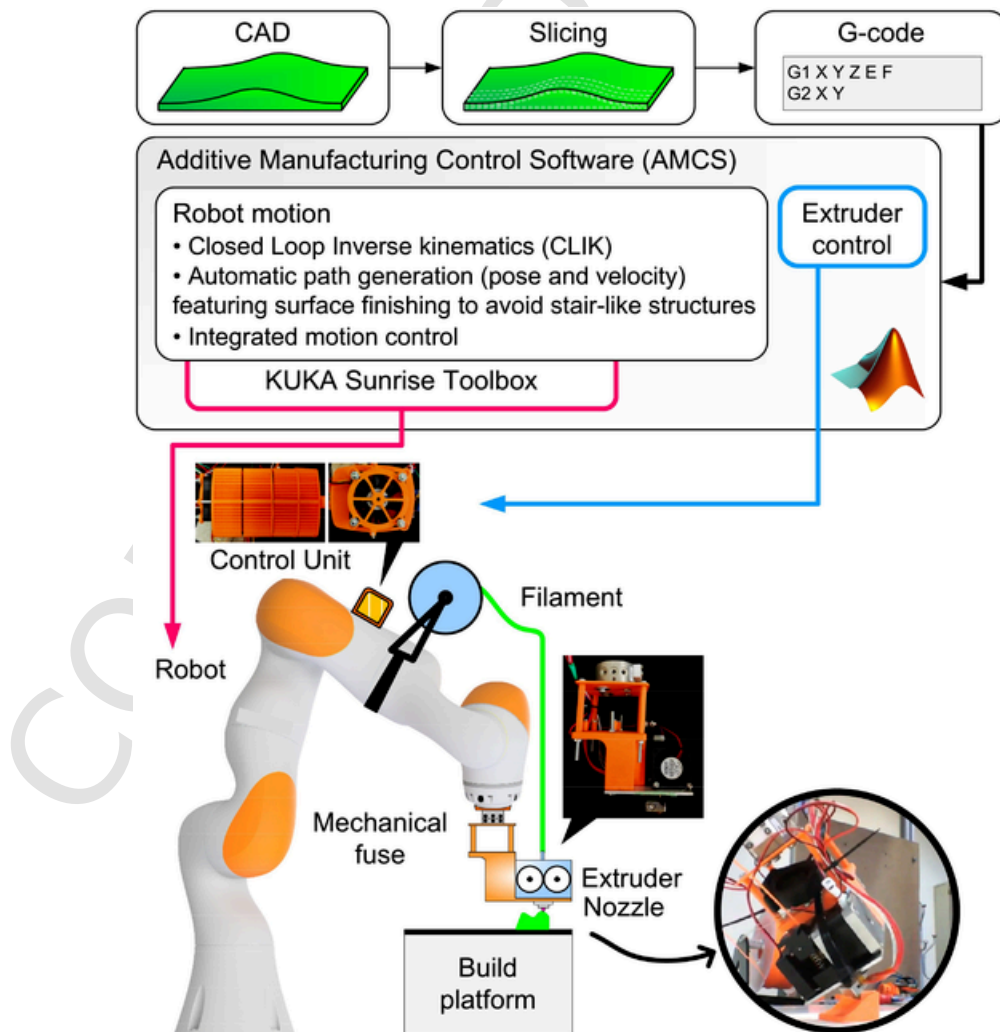 CAD
Slicing
G-code
G1 X Y Z E F
G2 X Y
Additive Manufacturing Control Software (AMCS)
Robot motion
• Closed Loop Inverse kinematics (CLIK)
• Automatic path generation (pose and velocity)
featuring surface finishing to avoid stair-like structures
• Integrated motion control
Extruder
control
KUKA Sunrise Toolbox
Control Unit
Filament
Robot
Mechanical
fuse
Extruder
Nozzle
Build
platform